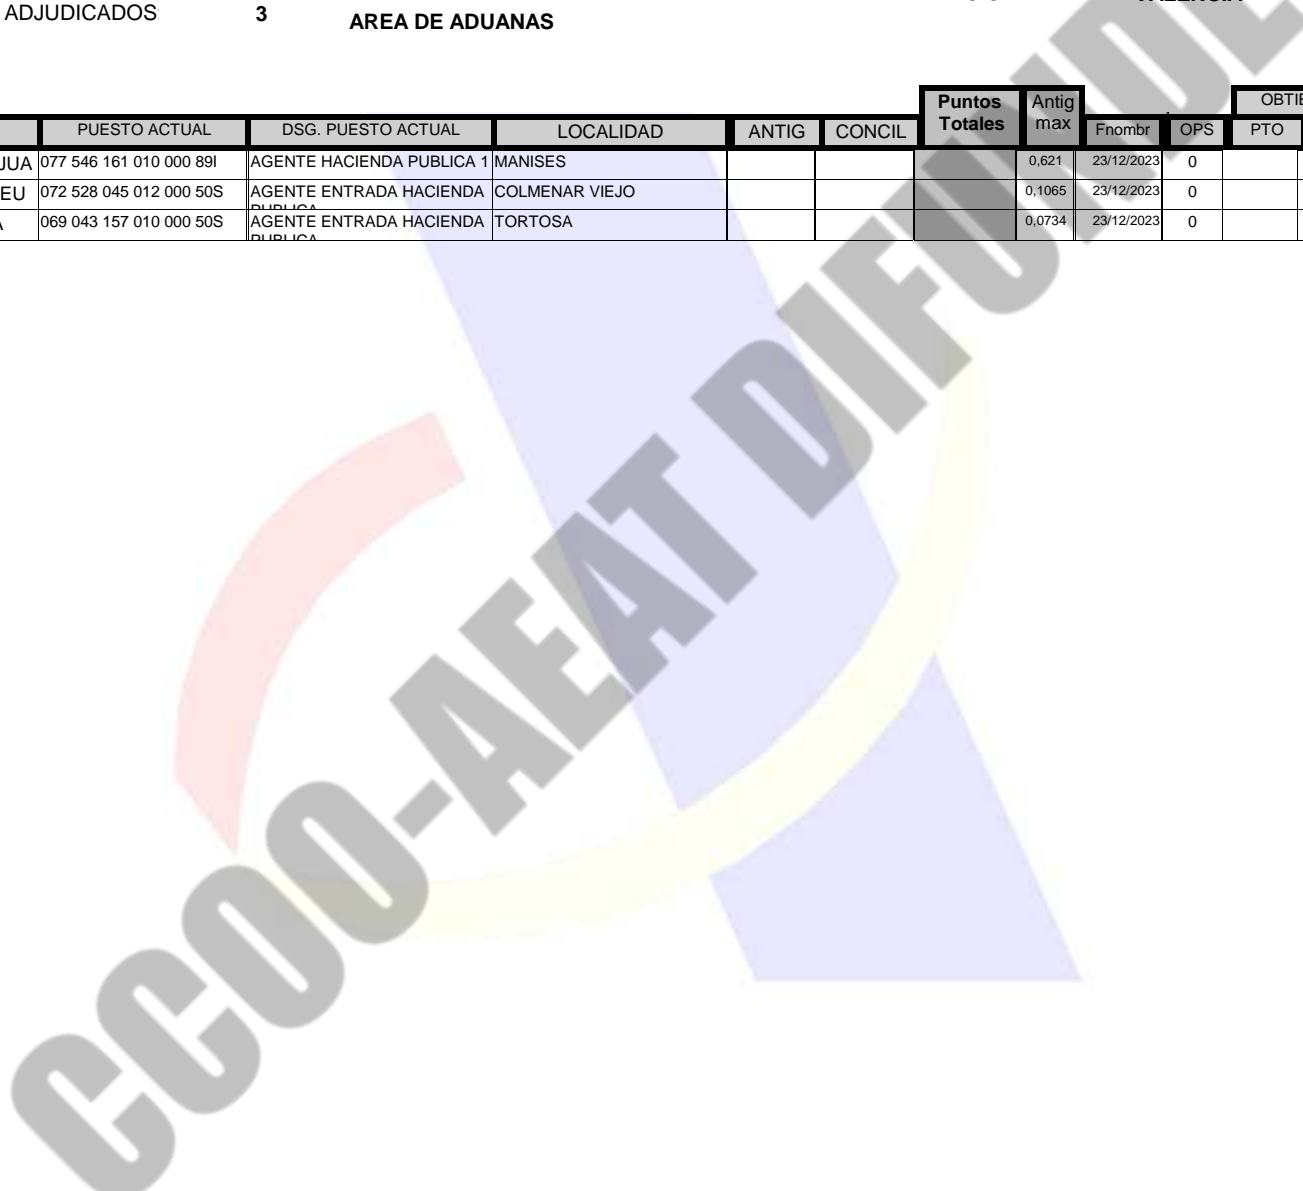 ADJUDICADOS: 3 AREA DE ADUANAS
Puntos Totales Antig max OBTIE
PUESTO ACTUAL DSG. PUESTO ACTUAL LOCALIDAD ANTIG CONCIL Fnombr OPS PTO
JUA 077 546 161 010 000 89I AGENTE HACIENDA PUBLICA 1 MANISES 0,621 23/12/2023 0
EU 072 528 045 012 000 50S AGENTE ENTRADA HACIENDA COLMENAR VIEJO 0,1065 23/12/2023 0
PUBLICA
A 069 043 157 010 000 50S AGENTE ENTRADA HACIENDA TORTOSA 0,0734 23/12/2023 0
PUBLICA
CCOO-AEAT DIFUNDE